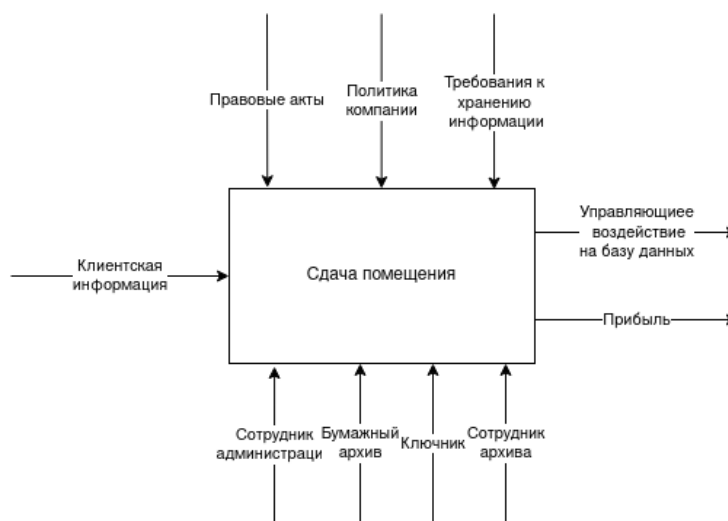 Правовые акты
Политика
компании
Требования к
хранению
информации
Клиентская
информация
Сдача помещения
Управляющиее
воздействие
на базу данных
Прибыль
Сотрудник
администраци
Бумажный
архив
Ключник
Сотрудник
архива